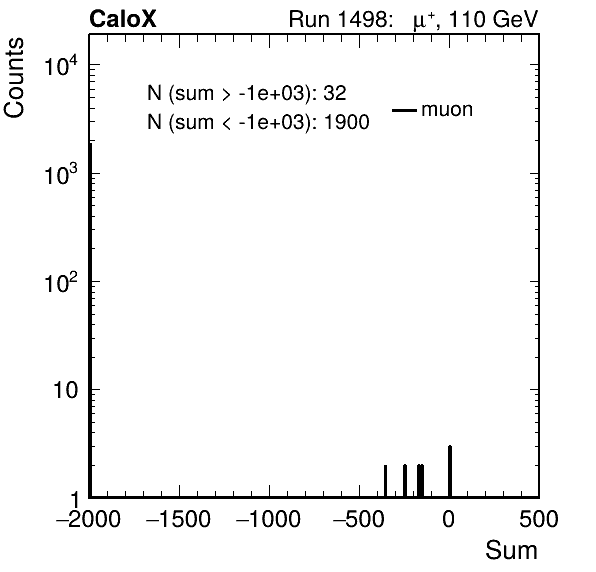 CaloX Run 1498: μ⁺, 110 GeV
Counts
N (sum > -1e+03): 32
N (sum < -1e+03): 1900
muon
10⁴
10³
10²
10
1
−2000 −1500 −1000 −500 0 500
Sum